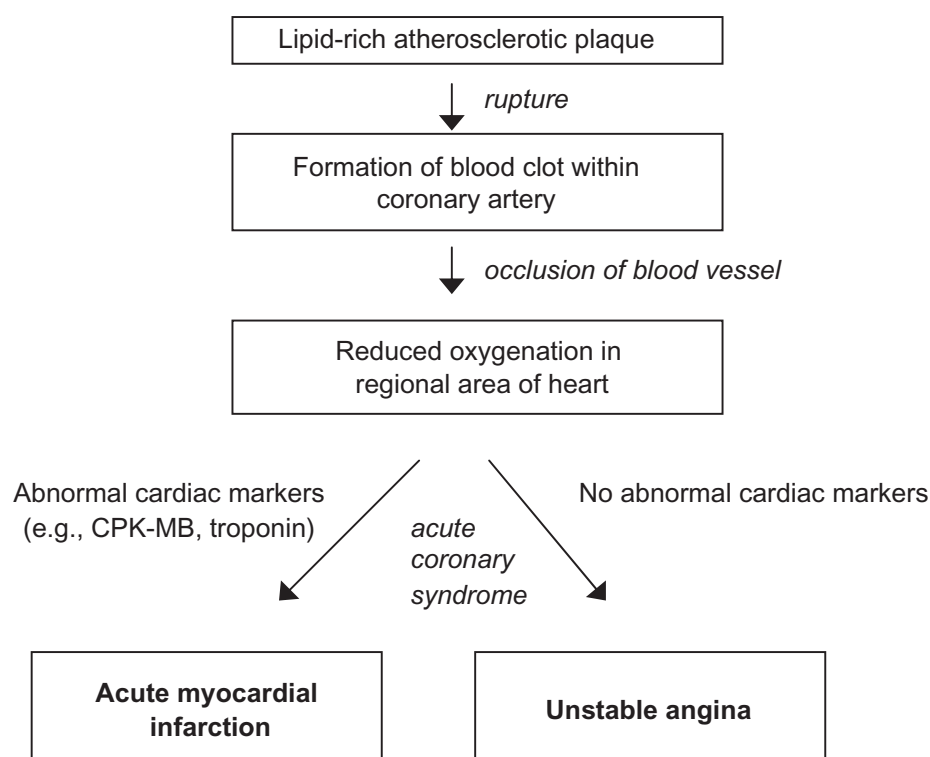 Lipid-rich atherosclerotic plaque
rupture
Formation of blood clot within
coronary artery
occlusion of blood vessel
Reduced oxygenation in
regional area of heart
Abnormal cardiac markers
(e.g., CPK-MB, troponin)
No abnormal cardiac markers
acute
coronary
syndrome
Acute myocardial
infarction
Unstable angina